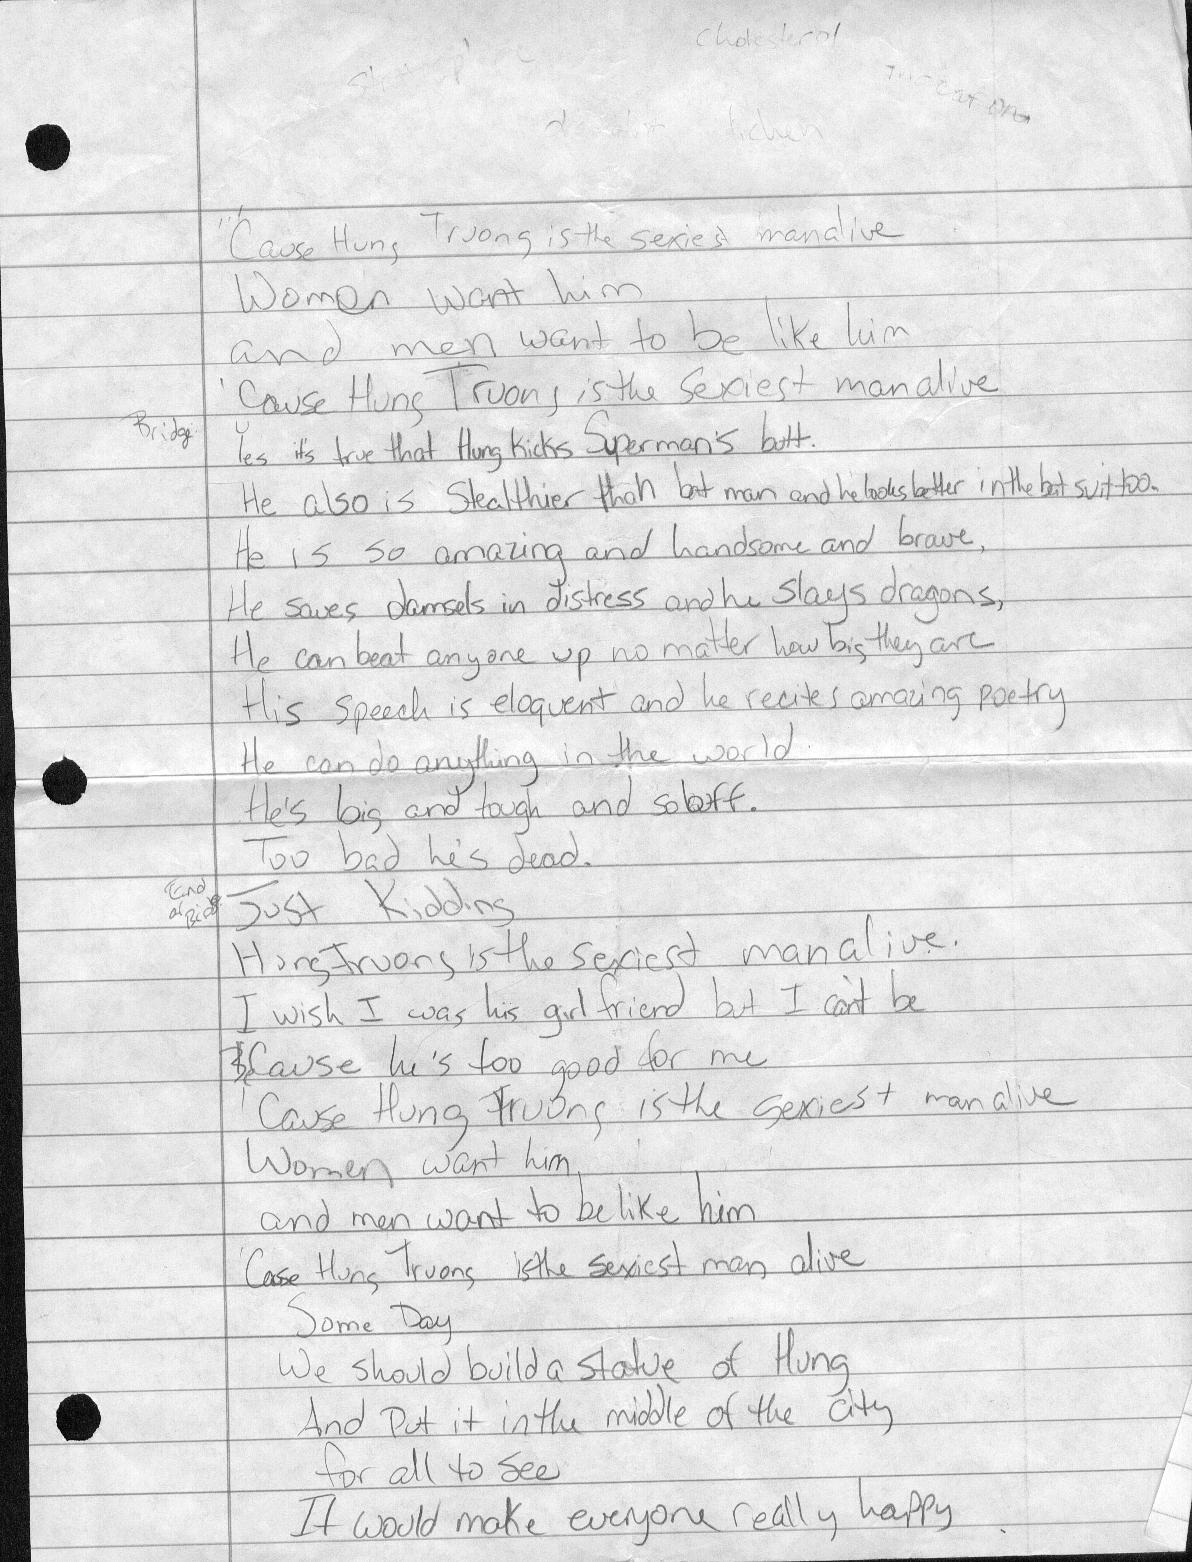 cholesterol
"'Cause Hung Truong is the sexiest man alive
Women want him
and men want to be like him
'Cause Hung Truong is the sexiest man alive
Bridge
Yes it's true that Hung kicks Superman's butt.
He also is Stealthier than bat man and he looks better in the bat suit too.
He is so amazing and handsome and brave,
He saves damsels in distress and he slays dragons,
He can beat anyone up no matter how big they are
His speech is eloquent and he recites amazing poetry
He can do anything in the world
He's big and tough and so buff.
Too bad he's dead.
End of Bridge
Just Kidding
Hung Truong is the sexiest man alive.
I wish I was his girl friend but I can't be
'Cause he's too good for me
'Cause Hung Truong is the sexiest man alive
Women want him
and men want to be like him
'Case Hung Truong is the sexiest man alive
Some Day
We should build a statue of Hung
And Put it in the middle of the city
for all to see
It would make everyone really happy